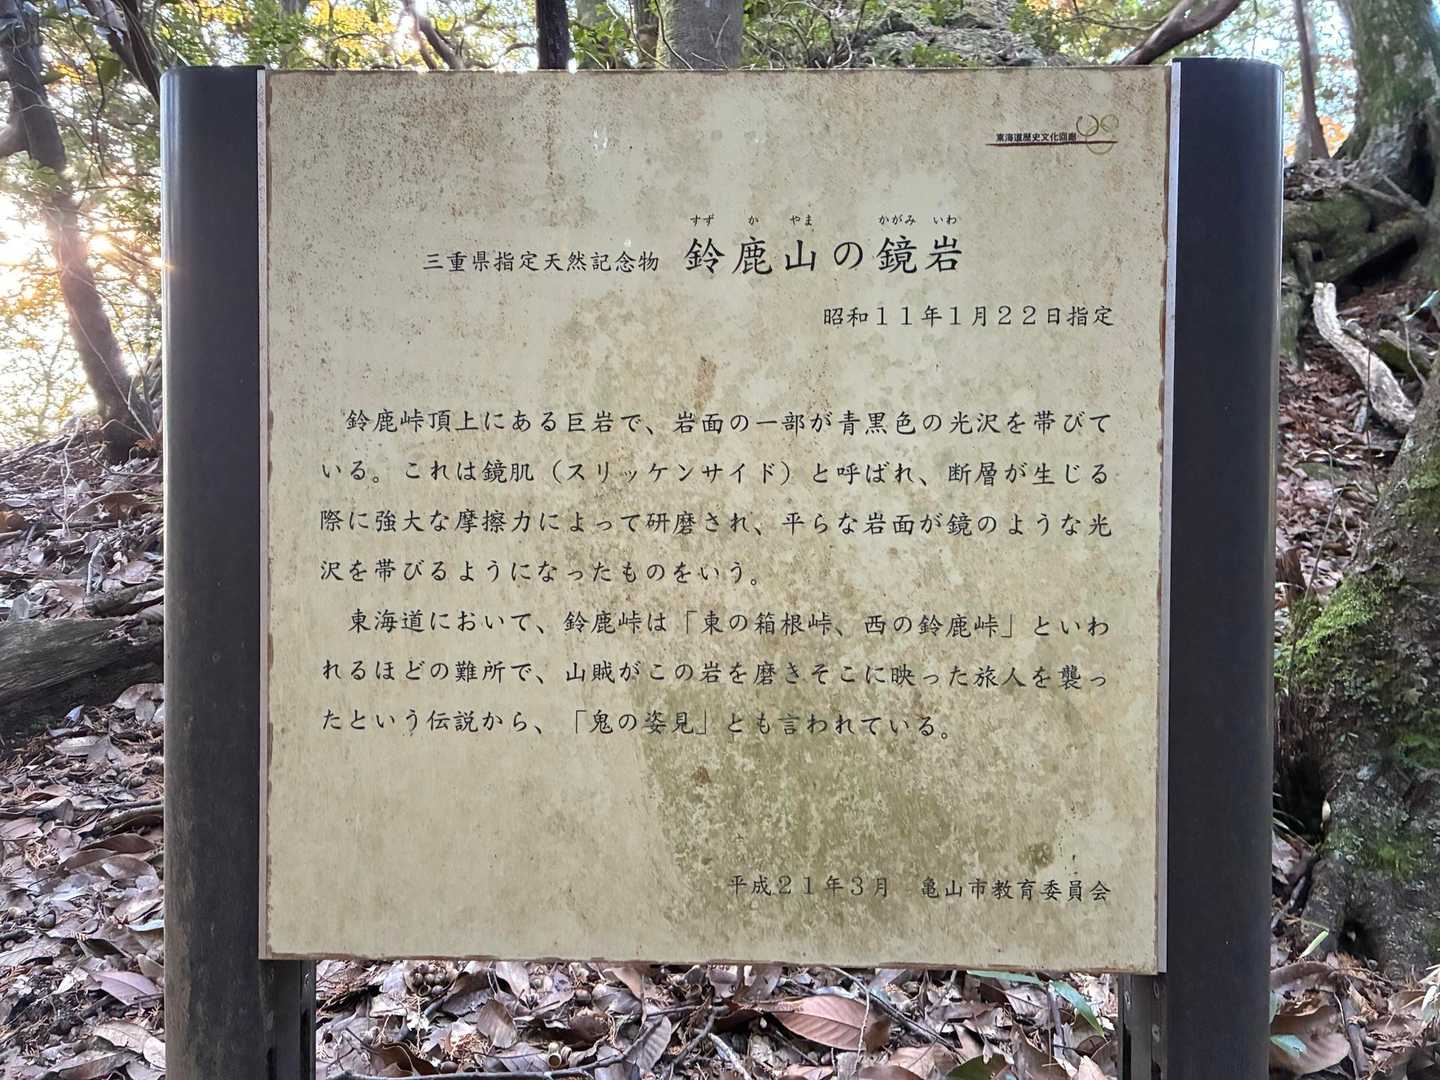 東海道歴史文化回廊
すず か やま かがみ いわ
三重県指定天然記念物 鈴鹿山の鏡岩
昭和11年1月22日指定
鈴鹿峠頂上にある巨岩で、岩面の一部が青黒色の光沢を帯びて
いる。これは鏡肌（スリッケンサイド）と呼ばれ、断層が生じる
際に強大な摩擦力によって研磨され、平らな岩面が鏡のような光
沢を帯びるようになったものをいう。
東海道において、鈴鹿峠は「東の箱根峠、西の鈴鹿峠」といわ
れるほどの難所で、山賊がこの岩を磨きそこに映った旅人を襲っ
たという伝説から、「鬼の姿見」とも言われている。
平成21年3月 亀山市教育委員会